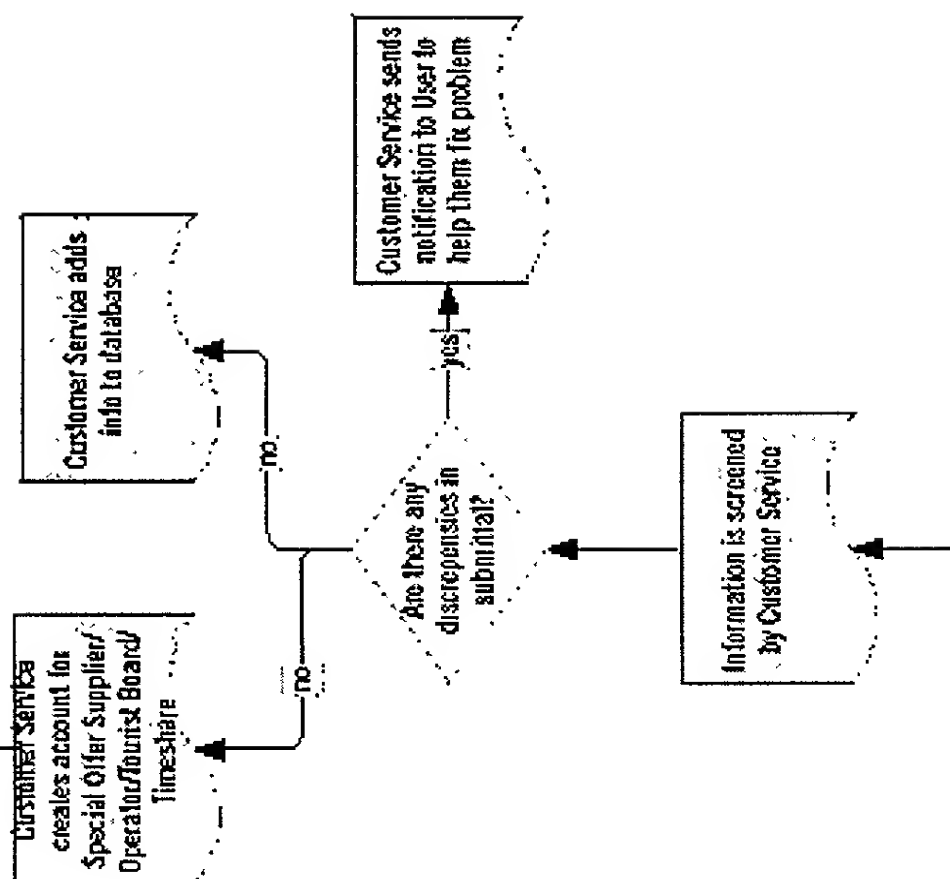 Information is screened
by Customer Service
Are there any
discrepensies in
submittal?
yes
Customer Service sends
notification to User to
help them fix problem
no
Customer Service adds
info to database
no
Customer Service
creates account for
Special Offer Supplier/
Operator/Tourist Board/
Timeshare